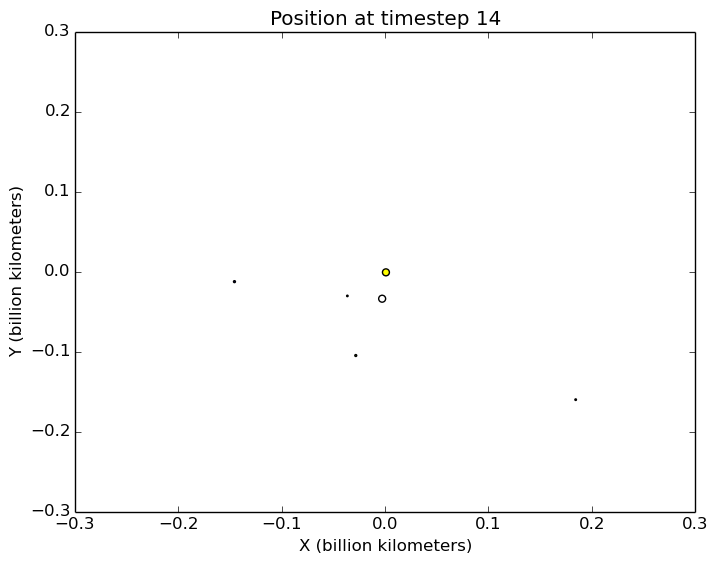 Position at timestep 14
0.3
0.2
0.1
0.0
−0.1
−0.2
−0.3
Y (billion kilometers)
−0.3 −0.2 −0.1 0.0 0.1 0.2 0.3
X (billion kilometers)